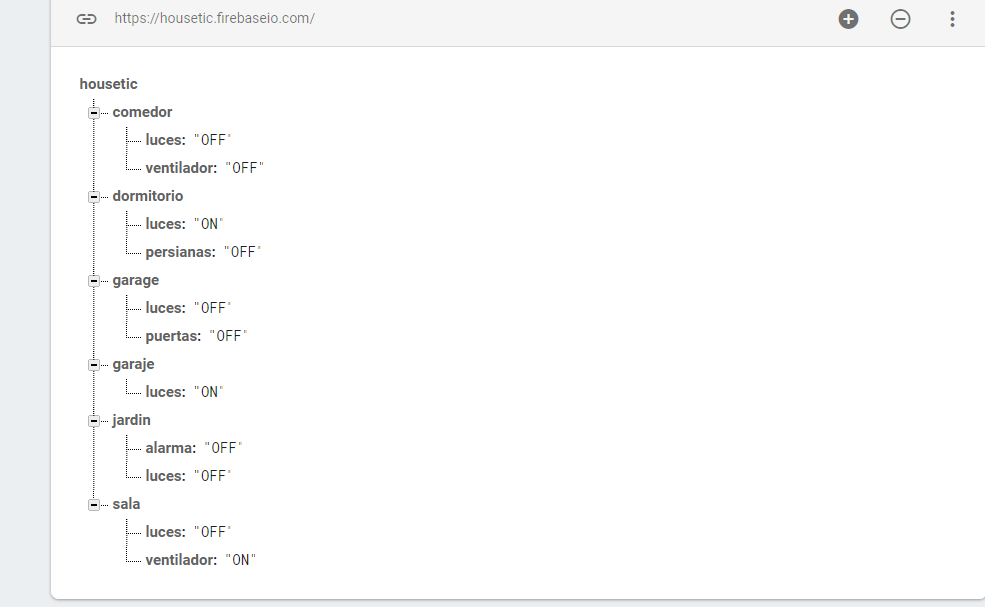 https://housetic.firebaseio.com/
housetic
comedor
luces: "OFF"
ventilador: "OFF"
dormitorio
luces: "ON"
persianas: "OFF"
garage
luces: "OFF"
puertas: "OFF"
garaje
luces: "ON"
jardin
alarma: "OFF"
luces: "OFF"
sala
luces: "OFF"
ventilador: "ON"